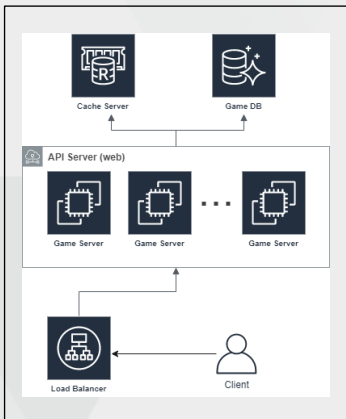 R
Cache Server
Game DB
API Server (web)
Game Server
Game Server
Game Server
Load Balancer
Client